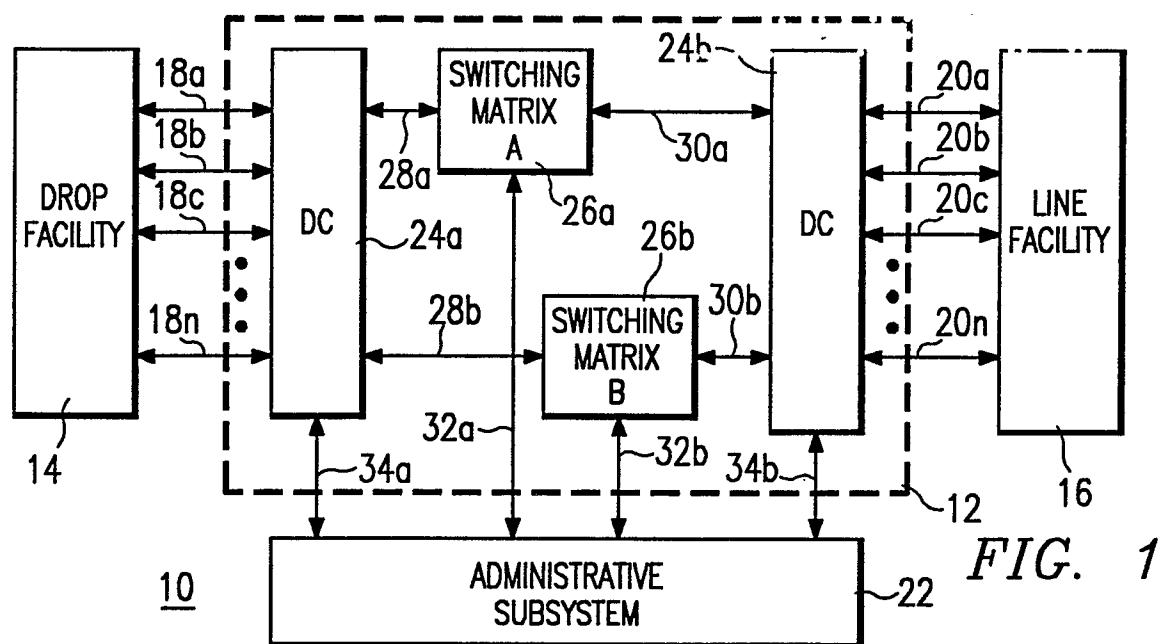 18a
18b
18c
18n
DROP
FACILITY
14
DC
24a
28a
28b
SWITCHING
MATRIX
A
26a
30a
26b
SWITCHING
MATRIX
B
30b
24b
DC
20a
20b
20c
20n
LINE
FACILITY
16
32a
32b
34a
34b
12
ADMINISTRATIVE
SUBSYSTEM
22
10
FIG. 1